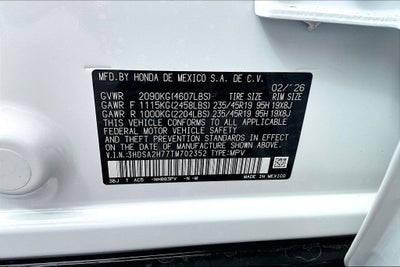 MFD.BY HONDA DE MEXICO S.A. DE C.V.
GVWR 2090KG(4607LBS) TIRE SIZE 02/'26 RIM SIZE
GAWR F 1115KG(2458LBS) 235/45R19 95H 19X8J
GAWR R 1000KG(2204LBS) 235/45R19 95H 19X8J
THIS VEHICLE CONFORMS TO ALL APPLICABLE
FEDERAL MOTOR VEHICLE SAFETY
AND THEFT PREVENTION STANDARDS IN EFFECT
ON THE DATE OF MANUFACTURE SHOWN ABOVE.
V.I.N.:3HDSA2H77TM702352 TYPE:MPV
N-M MADE IN MEXICO